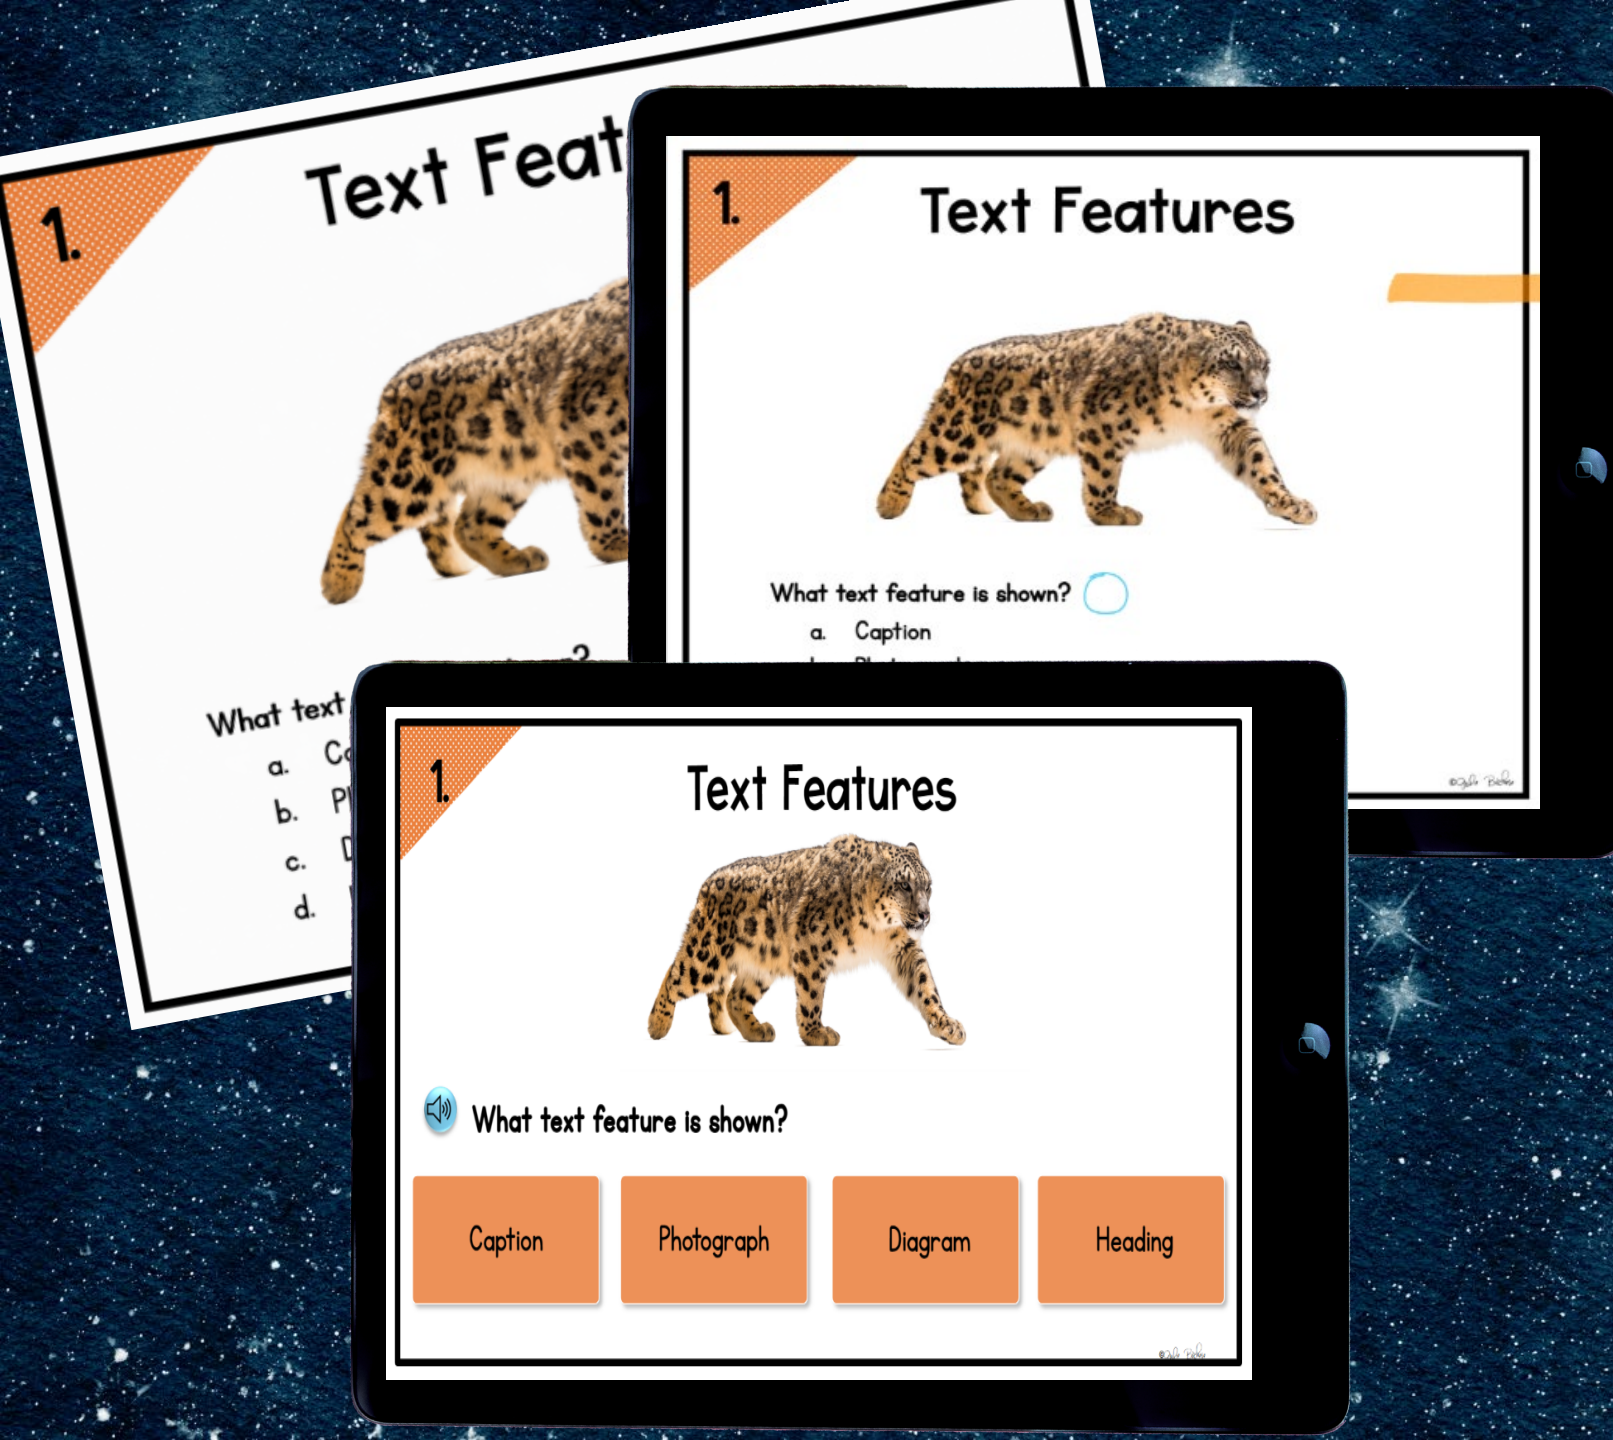 1.
Text Feat
What text
a.
b.
c.
d.
1.
Text Features
What text feature is shown?
a. Caption
1.
Text Features
What text feature is shown?
Caption
Photograph
Diagram
Heading